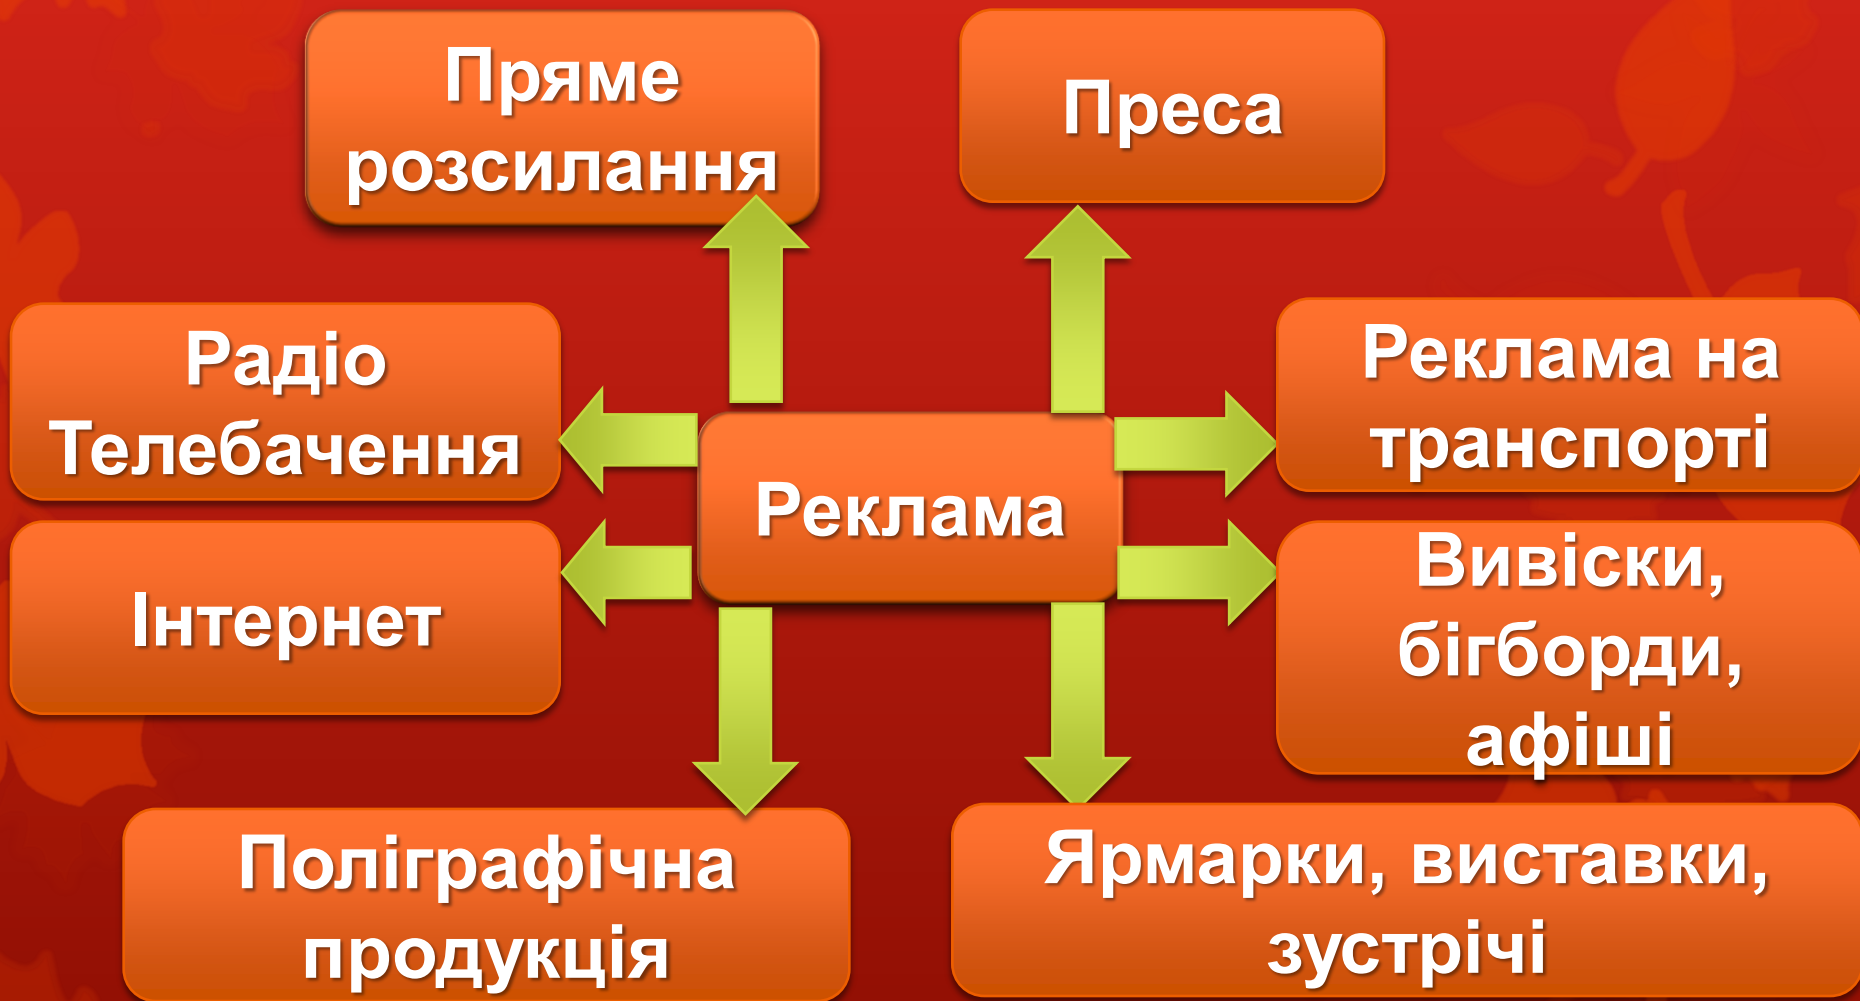 Пряме
розсилання
Преса
Радіо
Телебачення
Реклама на
транспорті
Реклама
Інтернет
Вивіски,
бігборди,
афіші
Поліграфічна
продукція
Ярмарки, виставки,
зустрічі